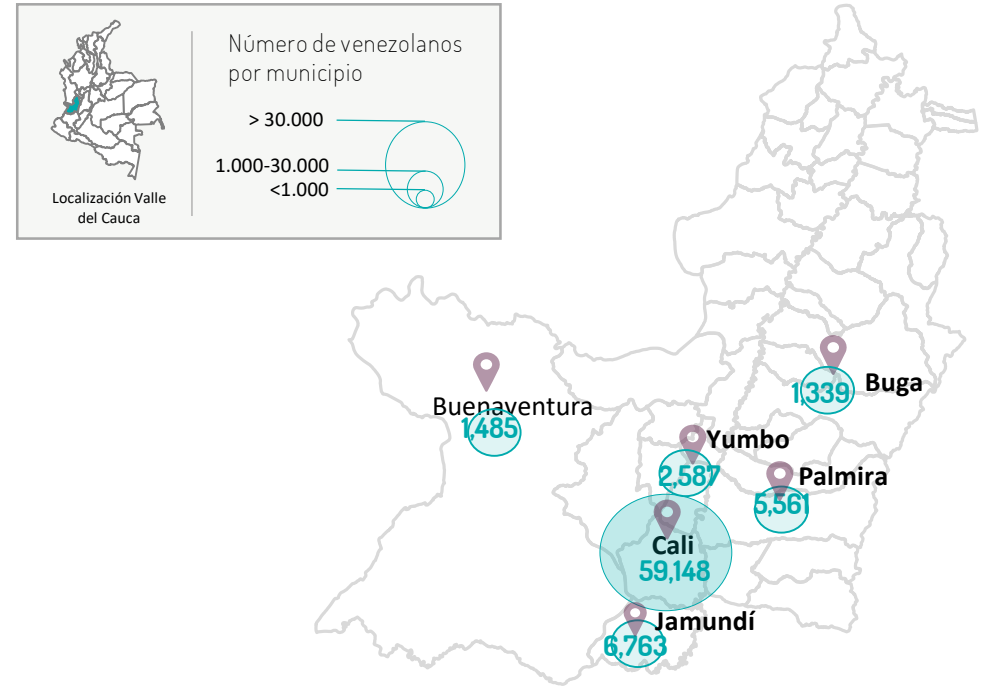 Número de venezolanos
por municipio
> 30.000
1.000-30.000
<1.000
Localización Valle
del Cauca
Buga
1,339
Buenaventura
1,485
Yumbo
2,587
Palmira
5,561
Cali
59,148
Jamundí
6,763